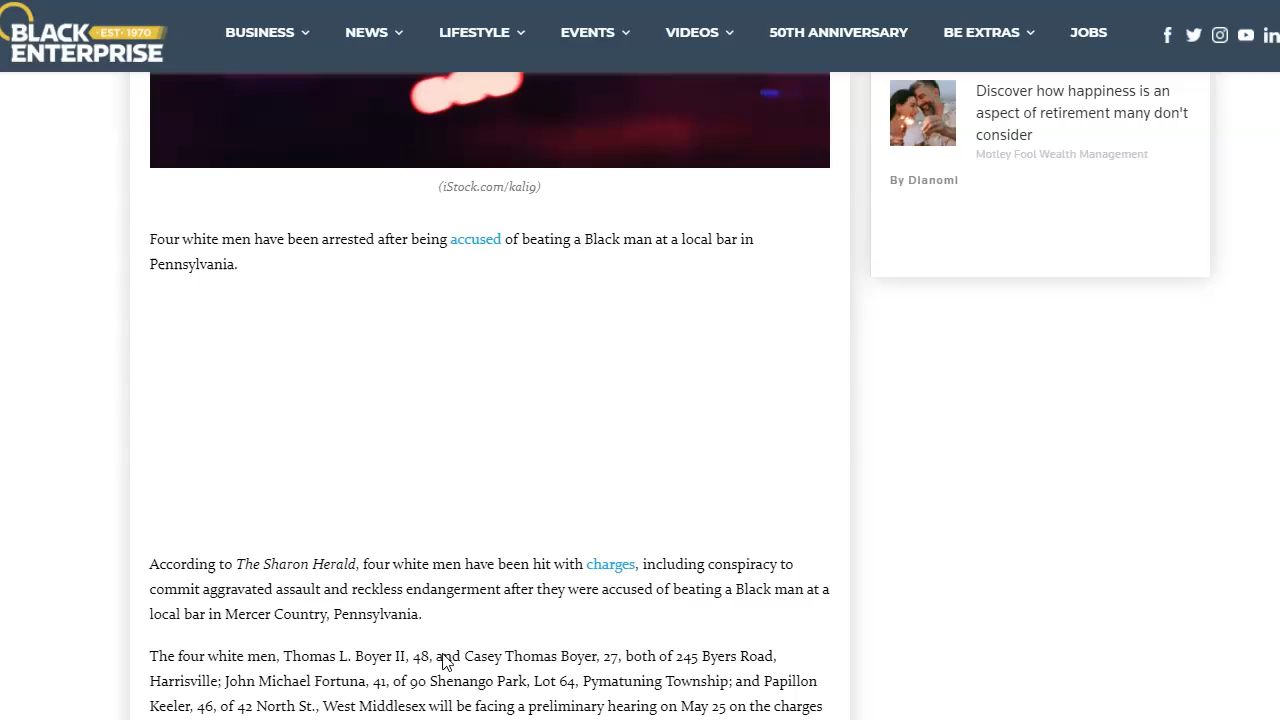 BLACK EST· 1970
ENTERPRISE
BUSINESS NEWS LIFESTYLE EVENTS VIDEOS 50TH ANNIVERSARY BE EXTRAS JOBS
(iStock.com/kali9)
Four white men have been arrested after being accused of beating a Black man at a local bar in
Pennsylvania.
According to The Sharon Herald, four white men have been hit with charges, including conspiracy to
commit aggravated assault and reckless endangerment after they were accused of beating a Black man at a
local bar in Mercer Country, Pennsylvania.
The four white men, Thomas L. Boyer II, 48, and Casey Thomas Boyer, 27, both of 245 Byers Road,
Harrisville; John Michael Fortuna, 41, of 90 Shenango Park, Lot 64, Pymatuning Township; and Papillon
Keeler, 46, of 42 North St., West Middlesex will be facing a preliminary hearing on May 25 on the charges
Discover how happiness is an
aspect of retirement many don't
consider
Motley Fool Wealth Management
By Dianomi